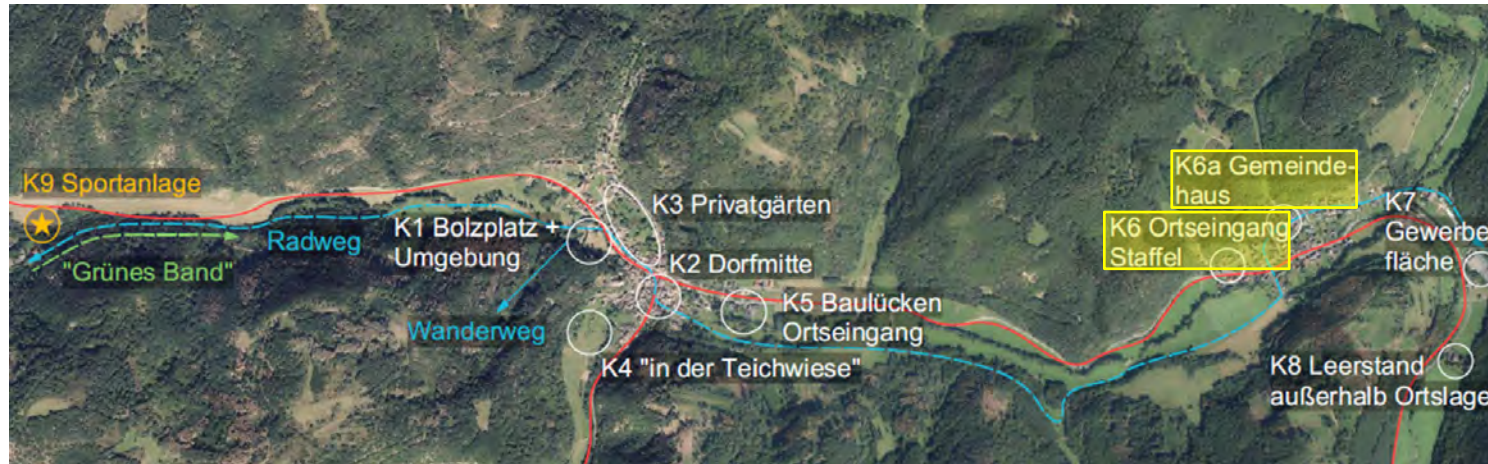 K9 Sportanlage
"Grünes Band"
Radweg
K1 Bolzplatz +
Umgebung
Wanderweg
K3 Privatgärten
K2 Dorfmitte
K4 "in der Teichwiese"
K5 Baulücken
Ortseingang
K6a Gemeinde-
haus
K6 Ortseingang
Staffel
K7
Gewerbe
fläche
K8 Leerstand
außerhalb Ortslage